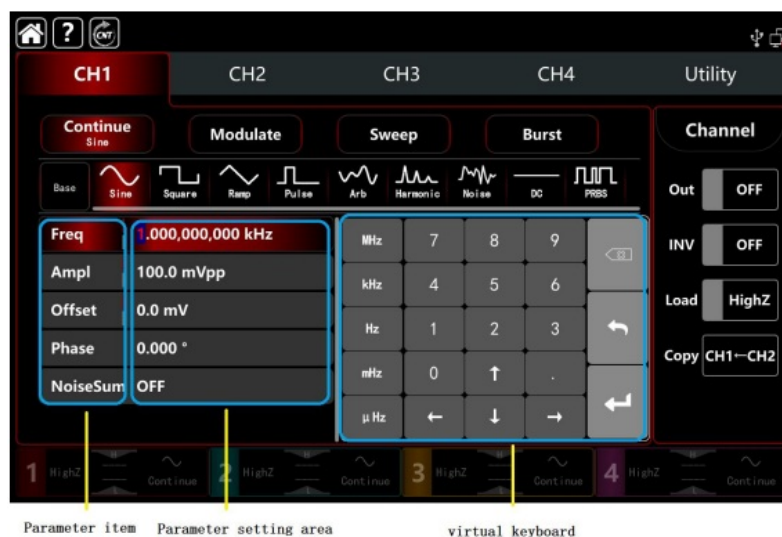 ? CNT
CH1 CH2 CH3 CH4 Utility
Continue Modulate Sweep Burst Channel
Sine
Base Sine Square Ramp Pulse Arb Harmonic Noise DC PRBS
Out OFF
Freq 1.000,000,000 kHz
MHz 7 8 9
INV OFF
Ampl 100.0 mVpp
kHz 4 5 6
Load HighZ
Offset 0.0 mV
Hz 1 2 3
Phase 0.000 °
Copy CH1←CH2
mHz 0 ↑ .
NoiseSum OFF
μHz ← ↓ →
1 HighZ H L Continue 2 HighZ H L Continue 3 HighZ H L Continue 4 HighZ H L Continue
Parameter item Parameter setting area virtual keyboard